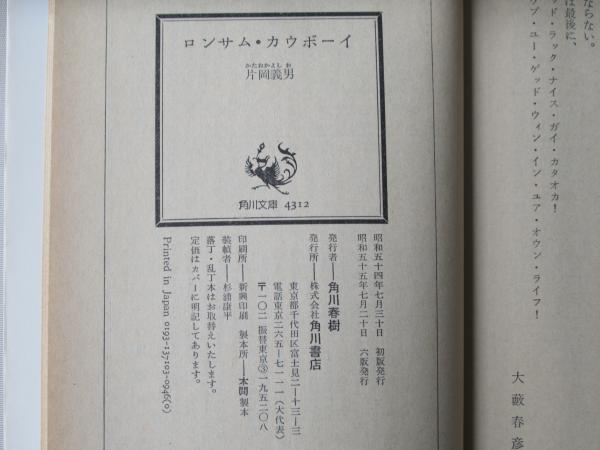 ならない。
は最後に、
ッド・ラック・ナイス・ガイ・カタオカ!
ウプ・ユー・ゲッド・ウィン・イン・ユア・オウン・ライフ!
大藪春彦
ロンサム・カウボーイ
かたおかよしお
片岡義男
角川文庫 4312
昭和五十四年七月三十日 初版発行
昭和五十五年七月二十日 六版発行
発行者——角川春樹
発行所——株式会社角川書店
東京都千代田区富士見二ー十三ー三
電話東京二六五ー七一一一(大代表)
〒一〇二 振替東京③一九五二〇八
印刷所——新興印刷 製本所——本間製本
装幀者——杉浦康平
落丁・乱丁本はお取替えいたします。
定価はカバーに明記してあります。
Printed in Japan 0193-137103-0946(0)